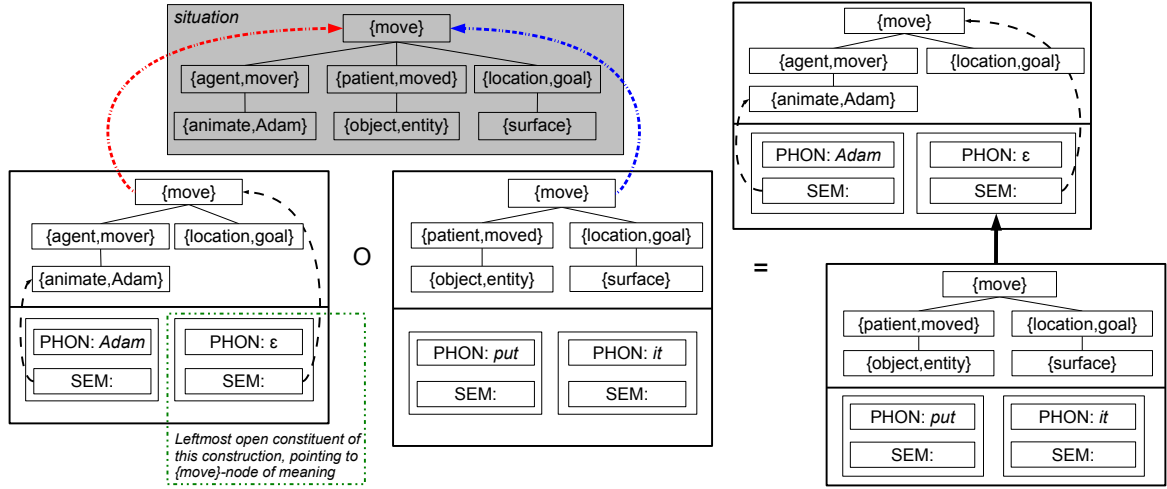 situation
{move}
{agent,mover} {patient,moved} {location,goal}
{animate,Adam} {object,entity} {surface}
{move}
{agent,mover} {location,goal}
{animate,Adam}
PHON: Adam PHON: ε
SEM: SEM:
Leftmost open constituent of
this construction, pointing to
{move}-node of meaning
O
{move}
{patient,moved} {location,goal}
{object,entity} {surface}
PHON: put PHON: it
SEM: SEM:
=
{move}
{agent,mover} {location,goal}
{animate,Adam}
PHON: Adam PHON: ε
SEM: SEM:
{move}
{patient,moved} {location,goal}
{object,entity} {surface}
PHON: put PHON: it
SEM: SEM: